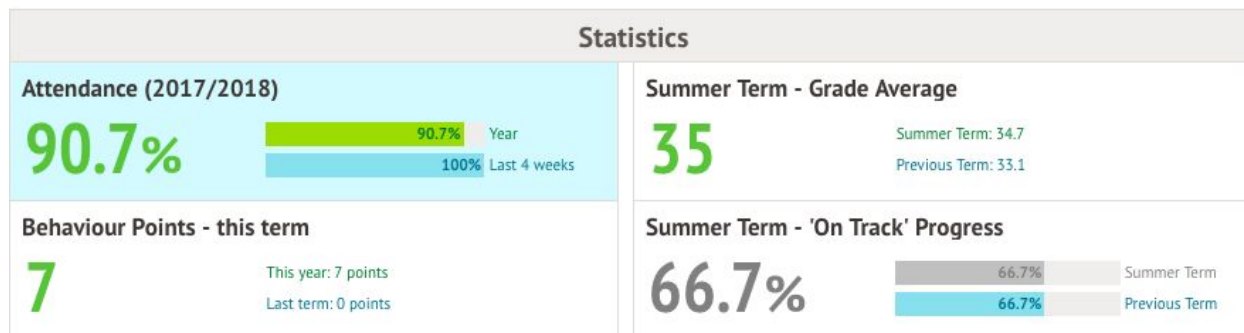 Statistics
Attendance (2017/2018)
90.7%
90.7% Year
100% Last 4 weeks
Summer Term - Grade Average
35
Summer Term: 34.7
Previous Term: 33.1
Behaviour Points - this term
7
This year: 7 points
Last term: 0 points
Summer Term - 'On Track' Progress
66.7%
66.7% Summer Term
66.7% Previous Term